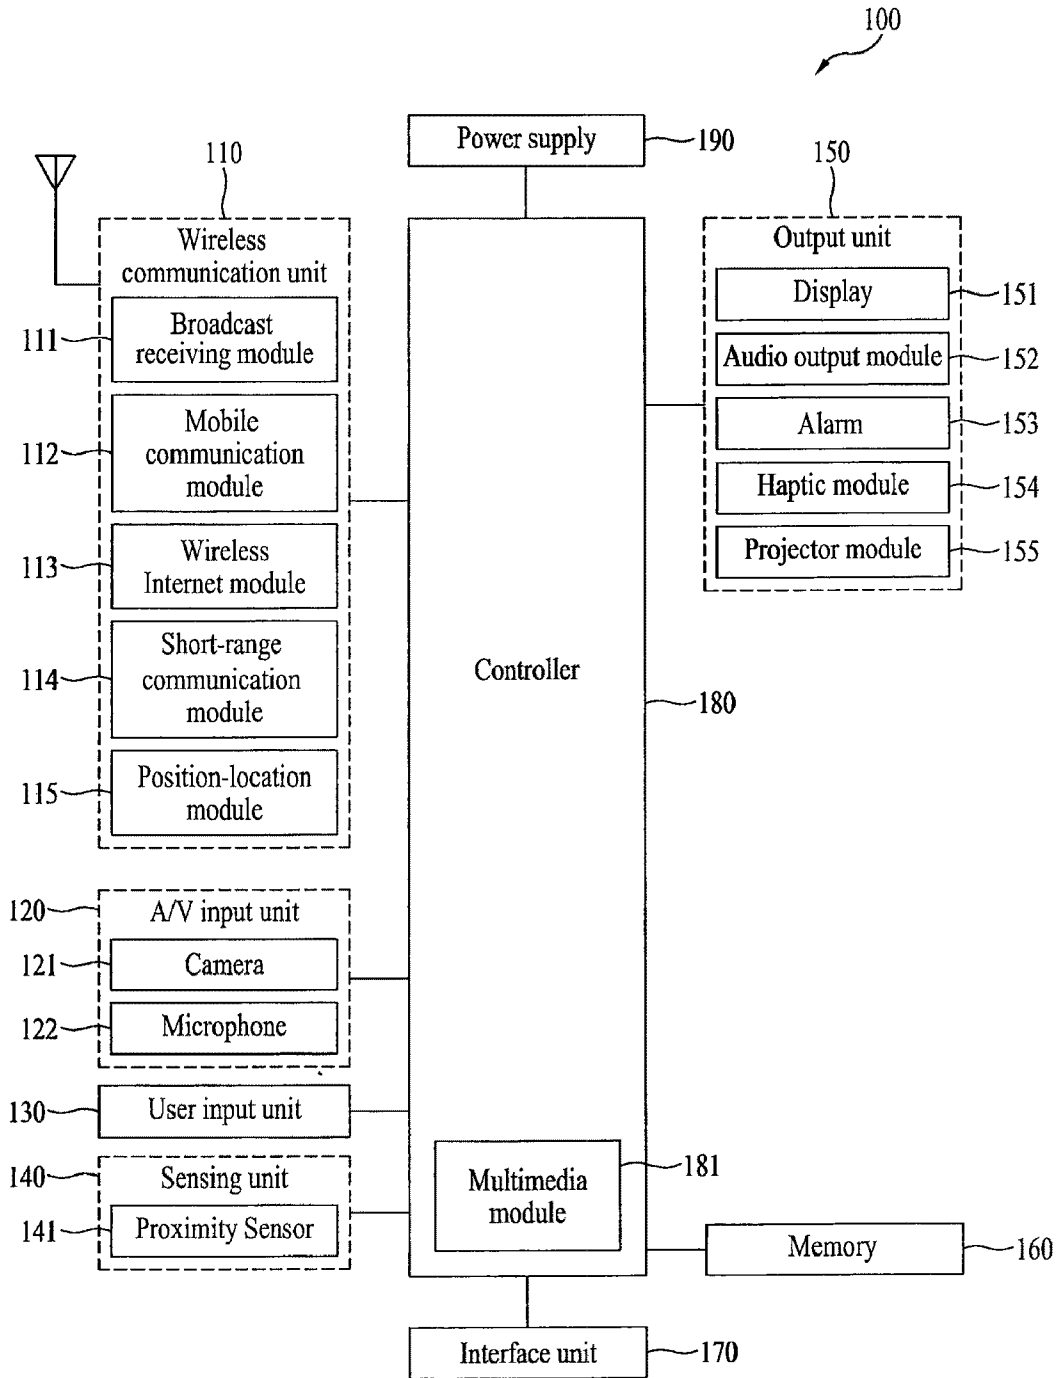 100
Power supply
190
110
Wireless
communication unit
111
Broadcast
receiving module
112
Mobile
communication
module
113
Wireless
Internet module
114
Short-range
communication
module
115
Position-location
module
120
A/V input unit
121
Camera
122
Microphone
130
User input unit
140
Sensing unit
141
Proximity Sensor
Controller
180
Multimedia
module
181
150
Output unit
Display
151
Audio output module
152
Alarm
153
Haptic module
154
Projector module
155
Memory
160
Interface unit
170